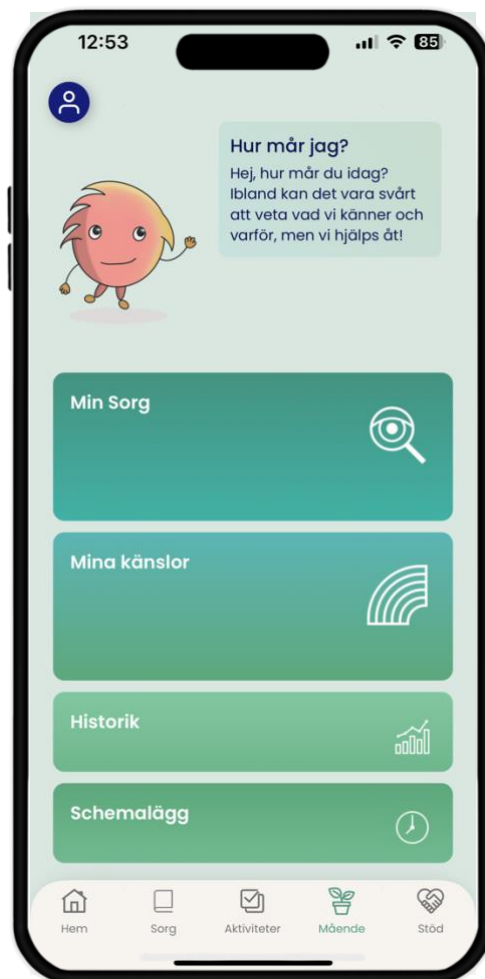 12:53
85
Hur mår jag?
Hej, hur mår du idag?
Ibland kan det vara svårt
att veta vad vi känner och
varför, men vi hjälps åt!
Min Sorg
Mina känslor
Historik
Schemalägg
Hem
Sorg
Aktiviteter
Mående
Stöd